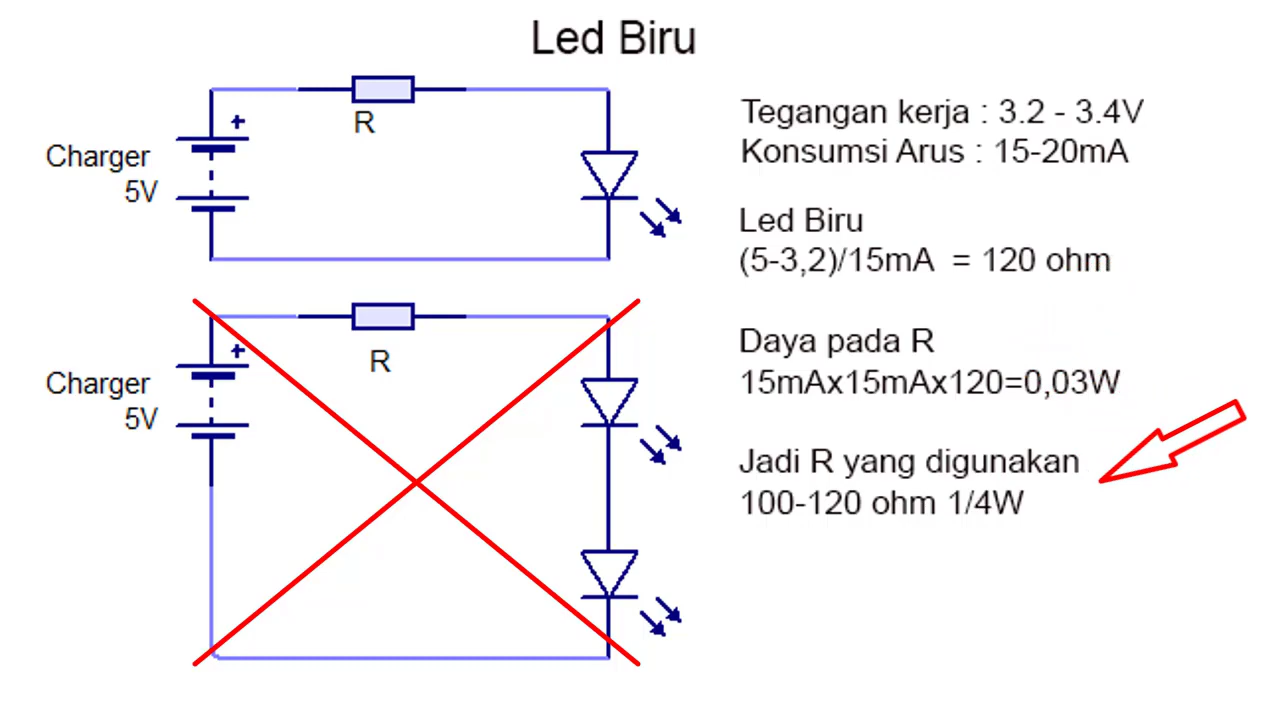 Led Biru
+
R
Charger
5V
+
R
Charger
5V
Tegangan kerja : 3.2 - 3.4V
Konsumsi Arus : 15-20mA
Led Biru
(5-3,2)/15mA = 120 ohm
Daya pada R
15mAx15mAx120=0,03W
Jadi R yang digunakan
100-120 ohm 1/4W